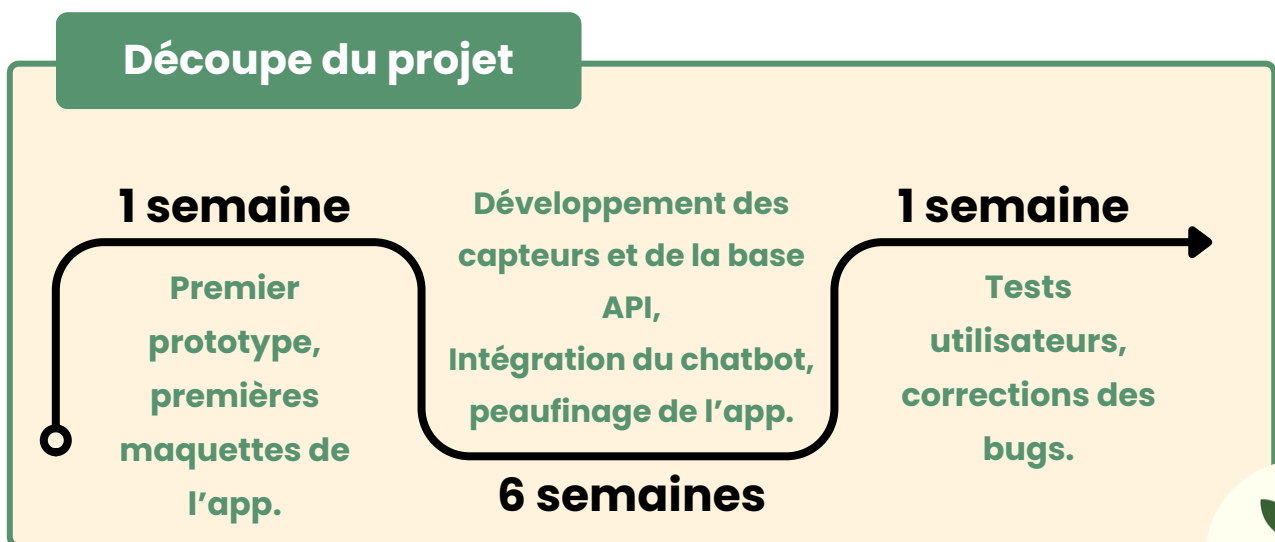 Découpe du projet
1 semaine
Premier
prototype,
premières
maquettes de
l’app.
Développement des
capteurs et de la base
API,
Intégration du chatbot,
peaufinage de l’app.
6 semaines
1 semaine
Tests
utilisateurs,
corrections des
bugs.